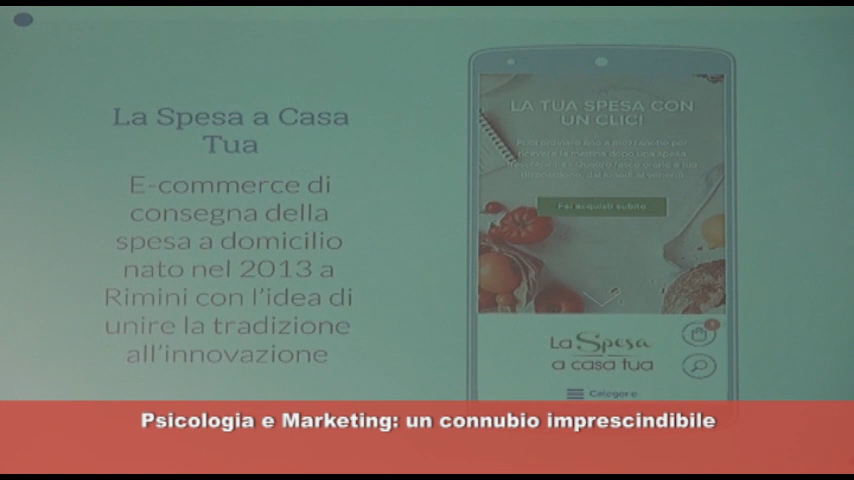 La Spesa a Casa
Tua
E-commerce di
consegna della
spesa a domicilio
nato nel 2013 a
Rimini con l'idea di
unire la tradizione
all'innovazione
LA TUA SPESA CON
UN CLIC!
Fai acquisti subito
La Spesa
a casa tua
Categorie
Psicologia e Marketing: un connubio imprescindibile